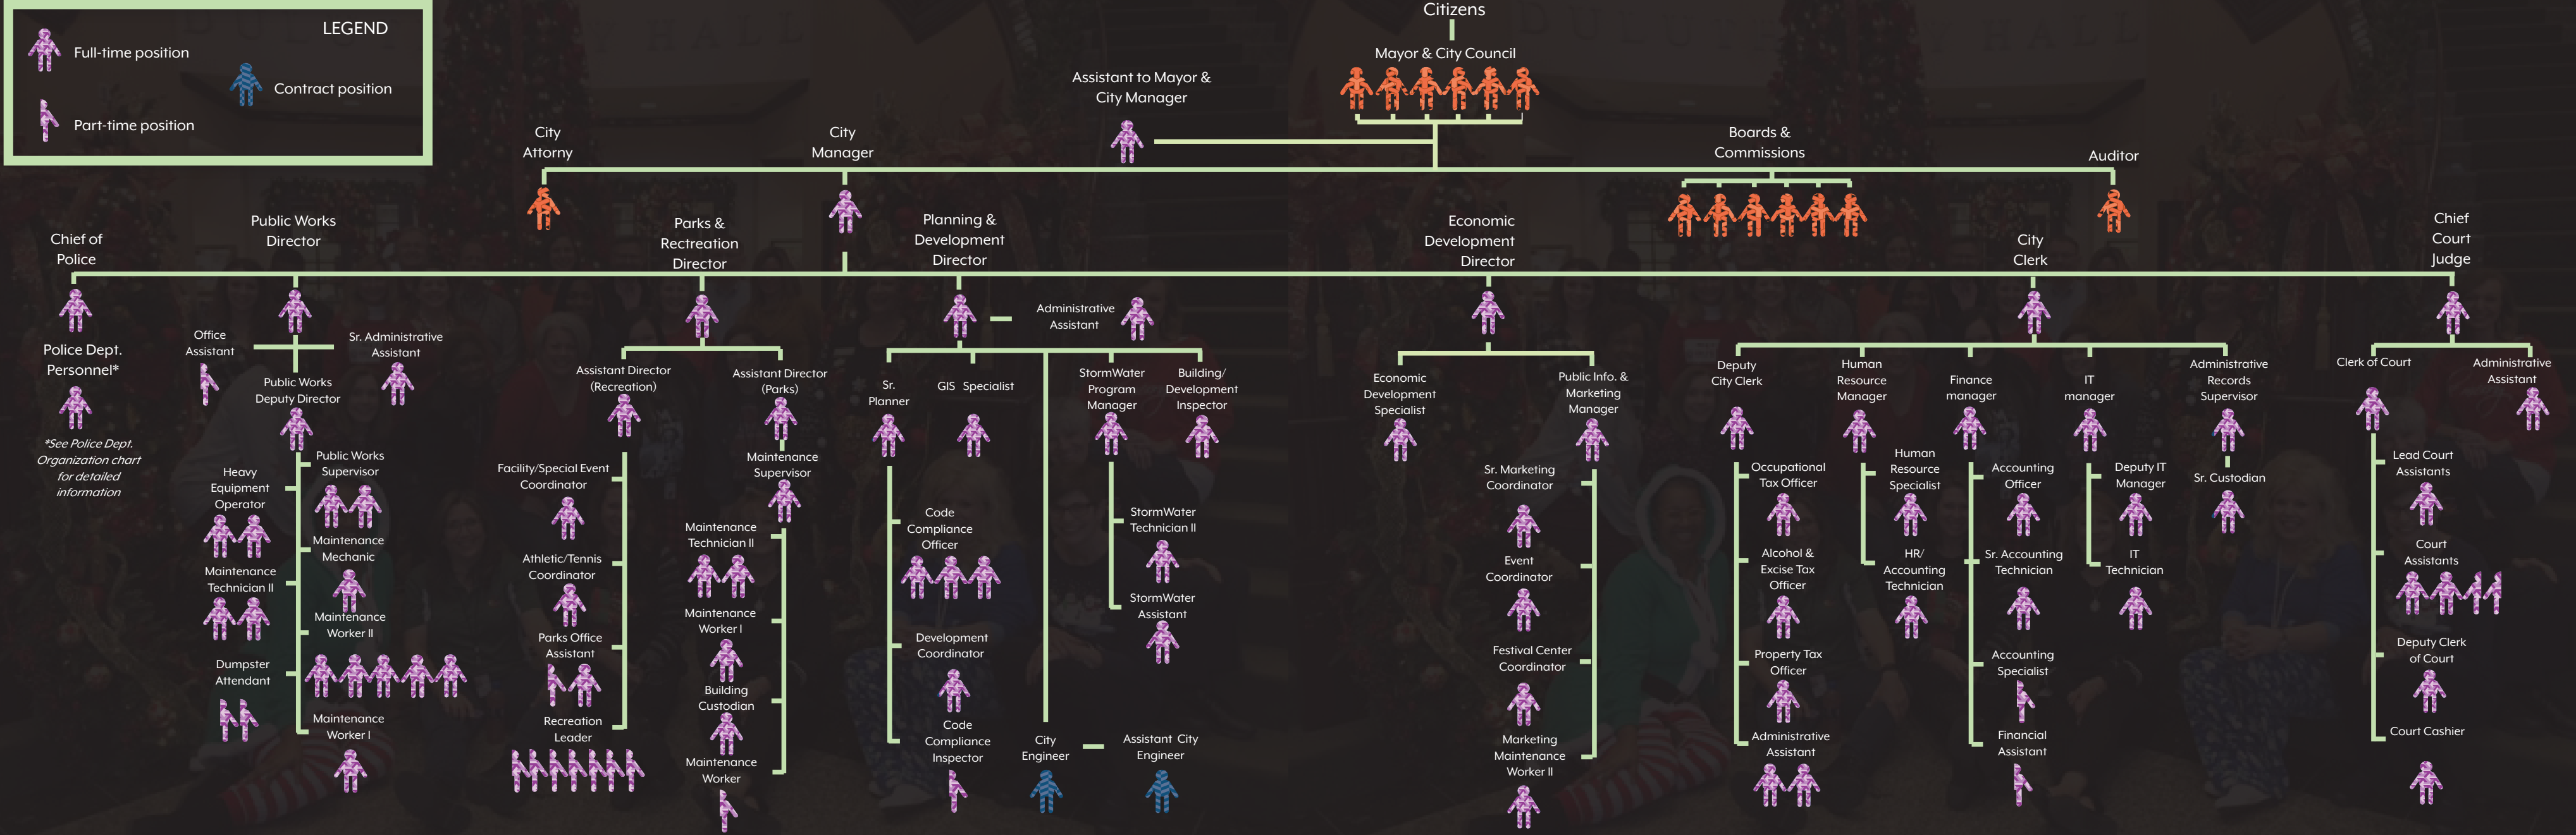 LEGEND
Full-time position
Contract position
Part-time position
Citizens
Mayor & City Council
Assistant to Mayor &
City Manager
City
Attorny
City
Manager
Boards &
Commissions
Auditor
Chief of
Police
Public Works
Director
Parks &
Rectreation
Director
Planning &
Development
Director
Economic
Development
Director
City
Clerk
Chief
Court
Judge
Police Dept.
Personnel*
*See Police Dept.
Organization chart
for detailed
information
Office
Assistant
Sr. Administrative
Assistant
Public Works
Deputy Director
Public Works
Supervisor
Heavy
Equipment
Operator
Maintenance
Mechanic
Maintenance
Technician II
Maintenance
Worker II
Dumpster
Attendant
Maintenance
Worker I
Assistant Director
(Recreation)
Facility/Special Event
Coordinator
Athletic/Tennis
Coordinator
Parks Office
Assistant
Recreation
Leader
Assistant Director
(Parks)
Maintenance
Supervisor
Maintenance
Technician II
Maintenance
Worker I
Building
Custodian
Maintenance
Worker
Administrative
Assistant
Sr.
Planner
GIS Specialist
StormWater
Program
Manager
Building/
Development
Inspector
Code
Compliance
Officer
Development
Coordinator
Code
Compliance
Inspector
City
Engineer
Assistant City
Engineer
StormWater
Technician II
StormWater
Assistant
Economic
Development
Specialist
Public Info. &
Marketing
Manager
Sr. Marketing
Coordinator
Event
Coordinator
Festival Center
Coordinator
Marketing
Maintenance
Worker II
Deputy
City Clerk
Occupational
Tax Officer
Alcohol &
Excise Tax
Officer
Property Tax
Officer
Administrative
Assistant
Human
Resource
Manager
Human
Resource
Specialist
HR/
Accounting
Technician
Finance
manager
Accounting
Officer
Sr. Accounting
Technician
Accounting
Specialist
Financial
Assistant
IT
manager
Deputy IT
Manager
IT
Technician
Administrative
Records
Supervisor
Sr. Custodian
Clerk of Court
Administrative
Assistant
Lead Court
Assistants
Court
Assistants
Deputy Clerk
of Court
Court Cashier